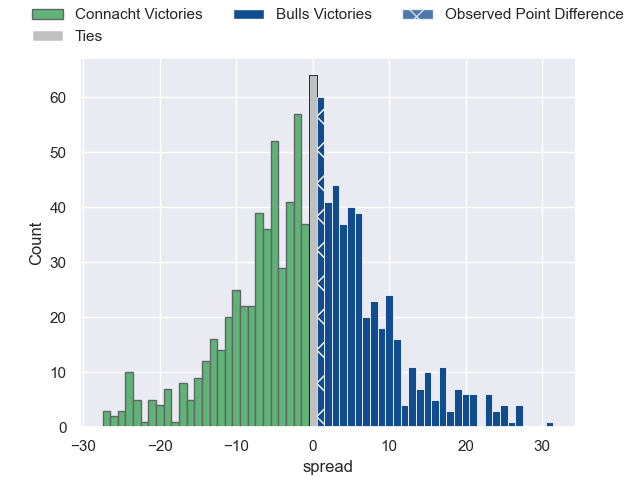 Connacht Victories Bulls Victories Observed Point Difference
Ties
60
50
40
30
20
10
0
Count
−30 −20 −10 0 10 20 30
spread